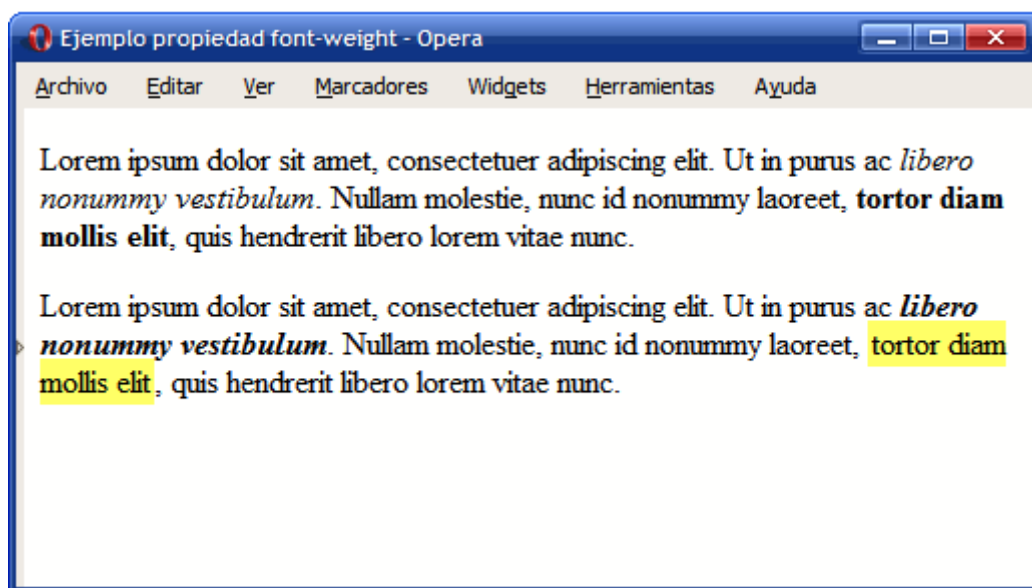 Ejemplo propiedad font-weight - Opera
Archivo Editar Ver Marcadores Widgets Herramientas Ayuda
Lorem ipsum dolor sit amet, consectetuer adipiscing elit. Ut in purus ac libero
nonummy vestibulum. Nullam molestie, nunc id nonummy laoreet, tortor diam
mollis elit, quis hendrerit libero lorem vitae nunc.
Lorem ipsum dolor sit amet, consectetuer adipiscing elit. Ut in purus ac libero
nonummy vestibulum. Nullam molestie, nunc id nonummy laoreet, tortor diam
mollis elit, quis hendrerit libero lorem vitae nunc.